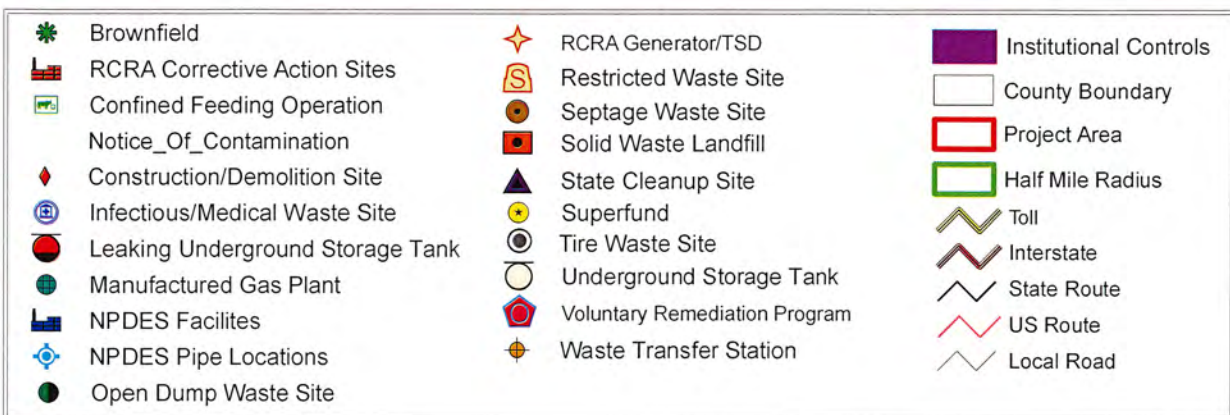 Brownfield
RCRA Corrective Action Sites
Confined Feeding Operation
Notice_Of_Contamination
Construction/Demolition Site
Infectious/Medical Waste Site
Leaking Underground Storage Tank
Manufactured Gas Plant
NPDES Facilites
NPDES Pipe Locations
Open Dump Waste Site
RCRA Generator/TSD
S Restricted Waste Site
Septage Waste Site
Solid Waste Landfill
State Cleanup Site
Superfund
Tire Waste Site
Underground Storage Tank
Voluntary Remediation Program
Waste Transfer Station
Institutional Controls
County Boundary
Project Area
Half Mile Radius
Toll
Interstate
State Route
US Route
Local Road